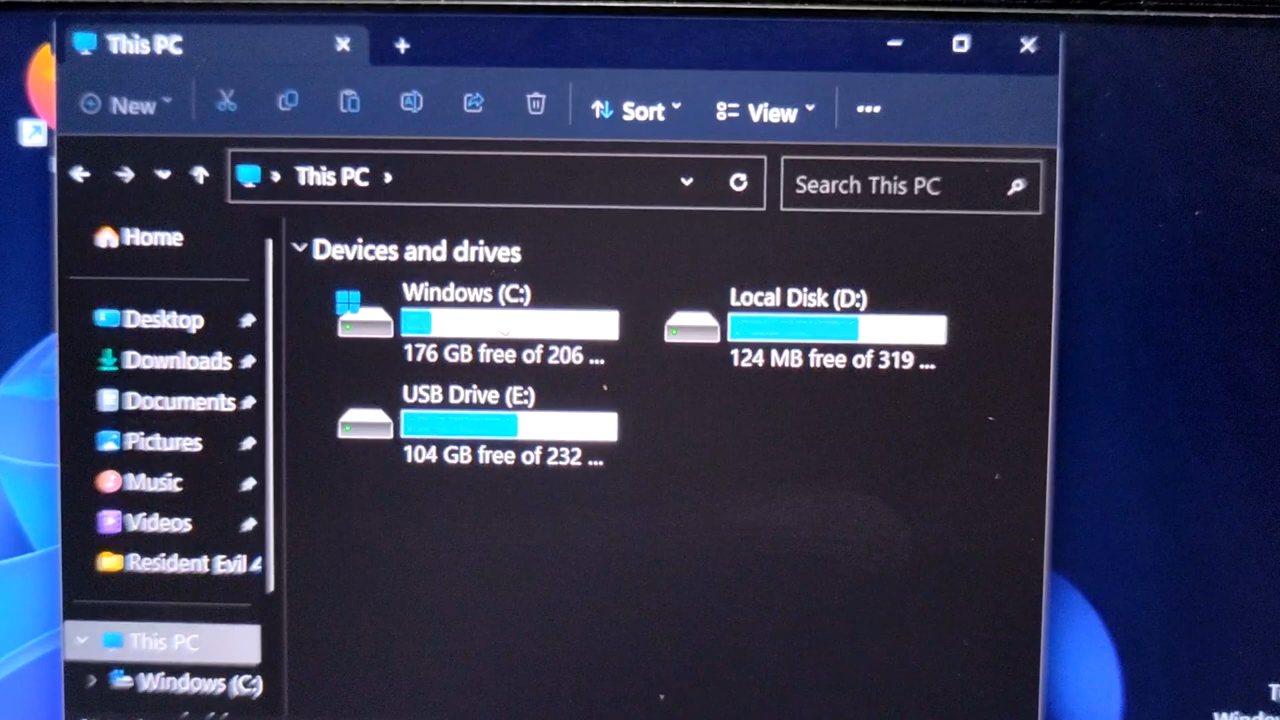 This PC
New
Sort
View
This PC
Search This PC
Home
Desktop
Downloads
Documents
Pictures
Music
Videos
Resident Evil
This PC
Windows (C:)
Devices and drives
Windows (C:)
176 GB free of 206 ...
Local Disk (D:)
124 MB free of 319 ...
USB Drive (E:)
104 GB free of 232 ...